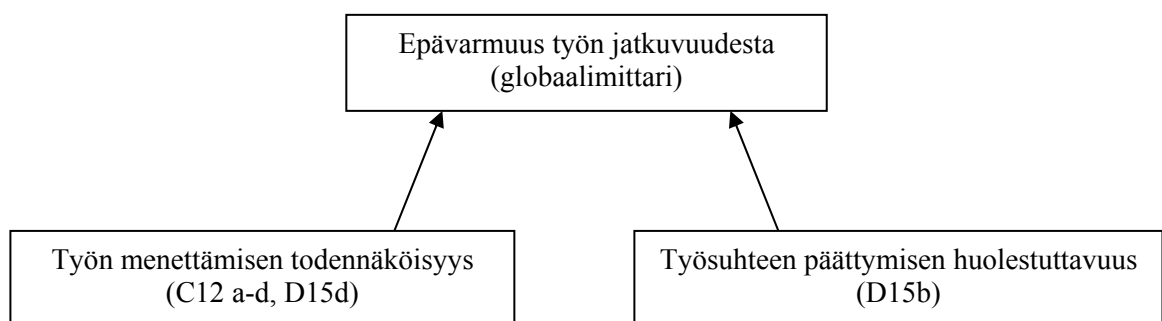 Epävarmuus työn jatkuvuudesta
(globaalimittari)
Työn menettämisen todennäköisyys
(C12 a-d, D15d)
Työsuhteen päättymisen huolestuttavuus
(D15b)